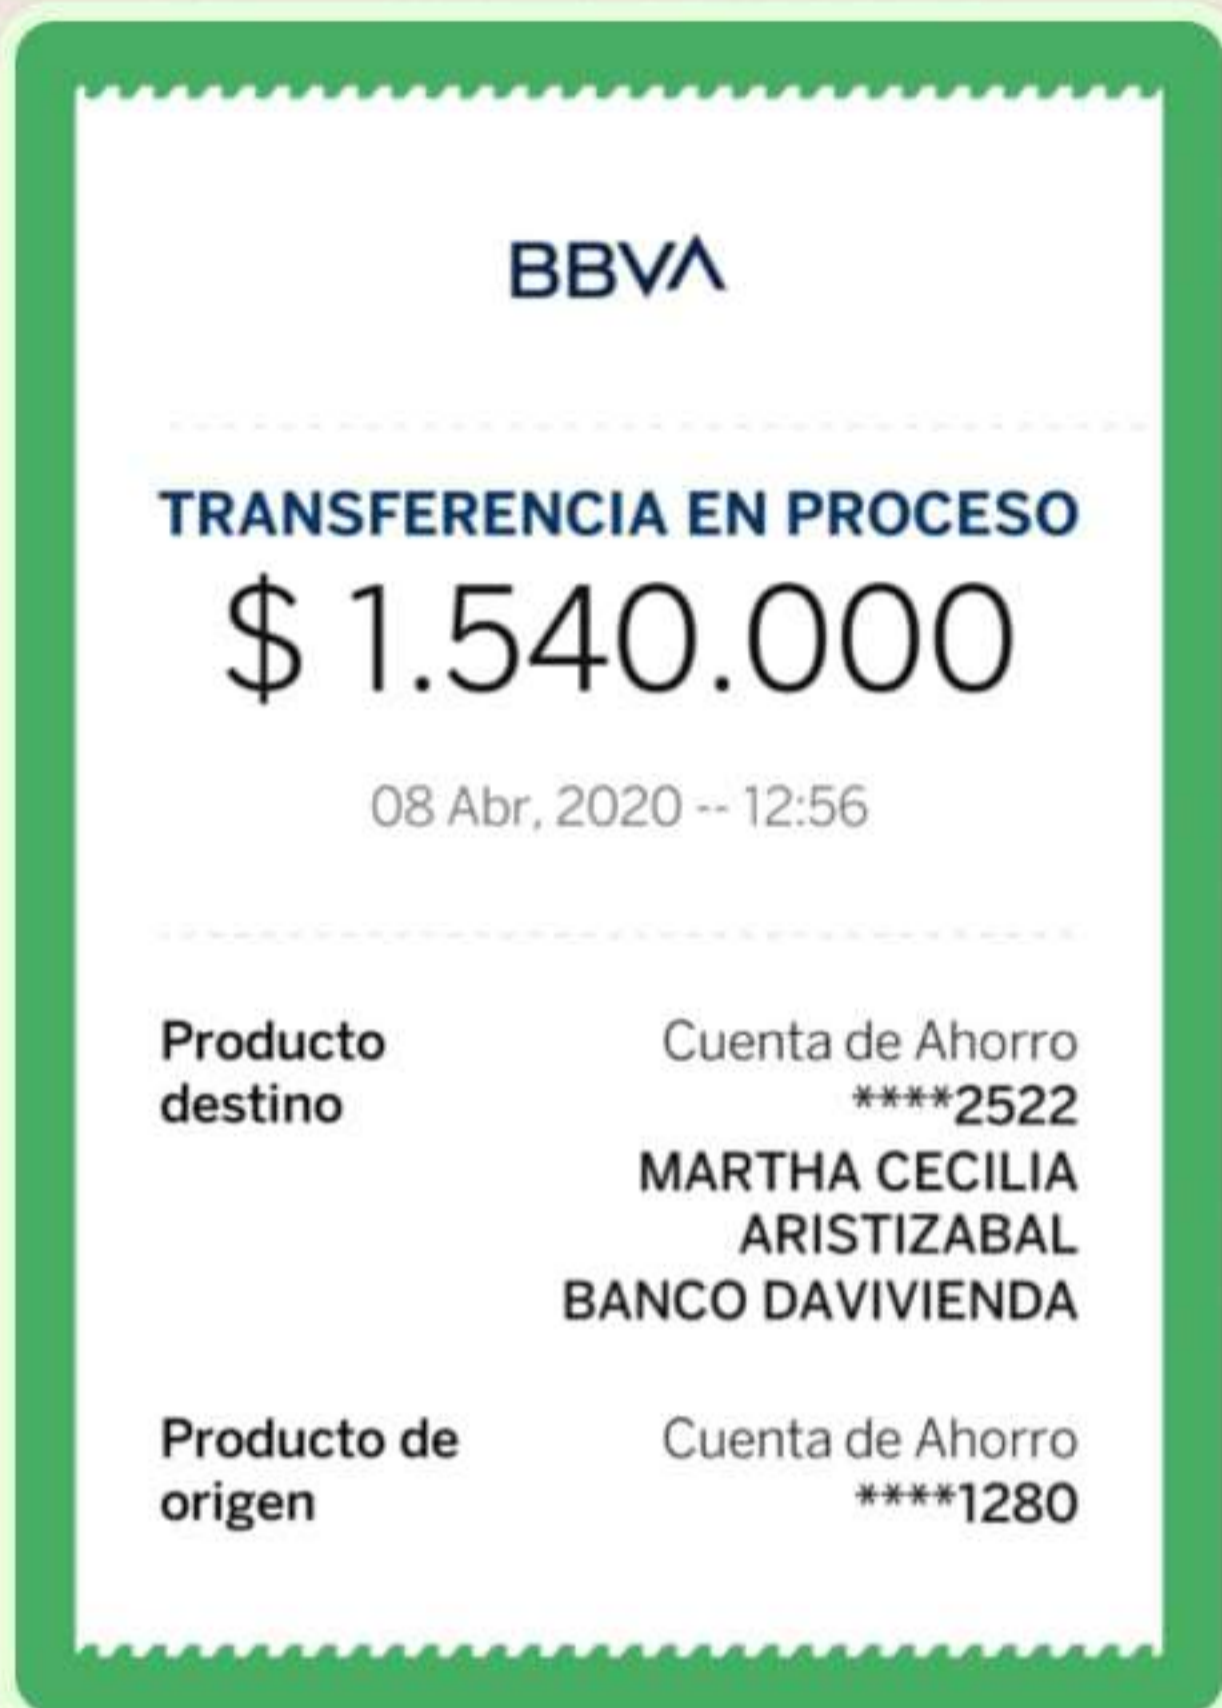 BBVA
TRANSFERENCIA EN PROCESO
$ 1.540.000
08 Abr, 2020 -- 12:56
Producto destino
Cuenta de Ahorro
****2522
MARTHA CECILIA
ARISTIZABAL
BANCO DAVIVIENDA
Producto de origen
Cuenta de Ahorro
****1280